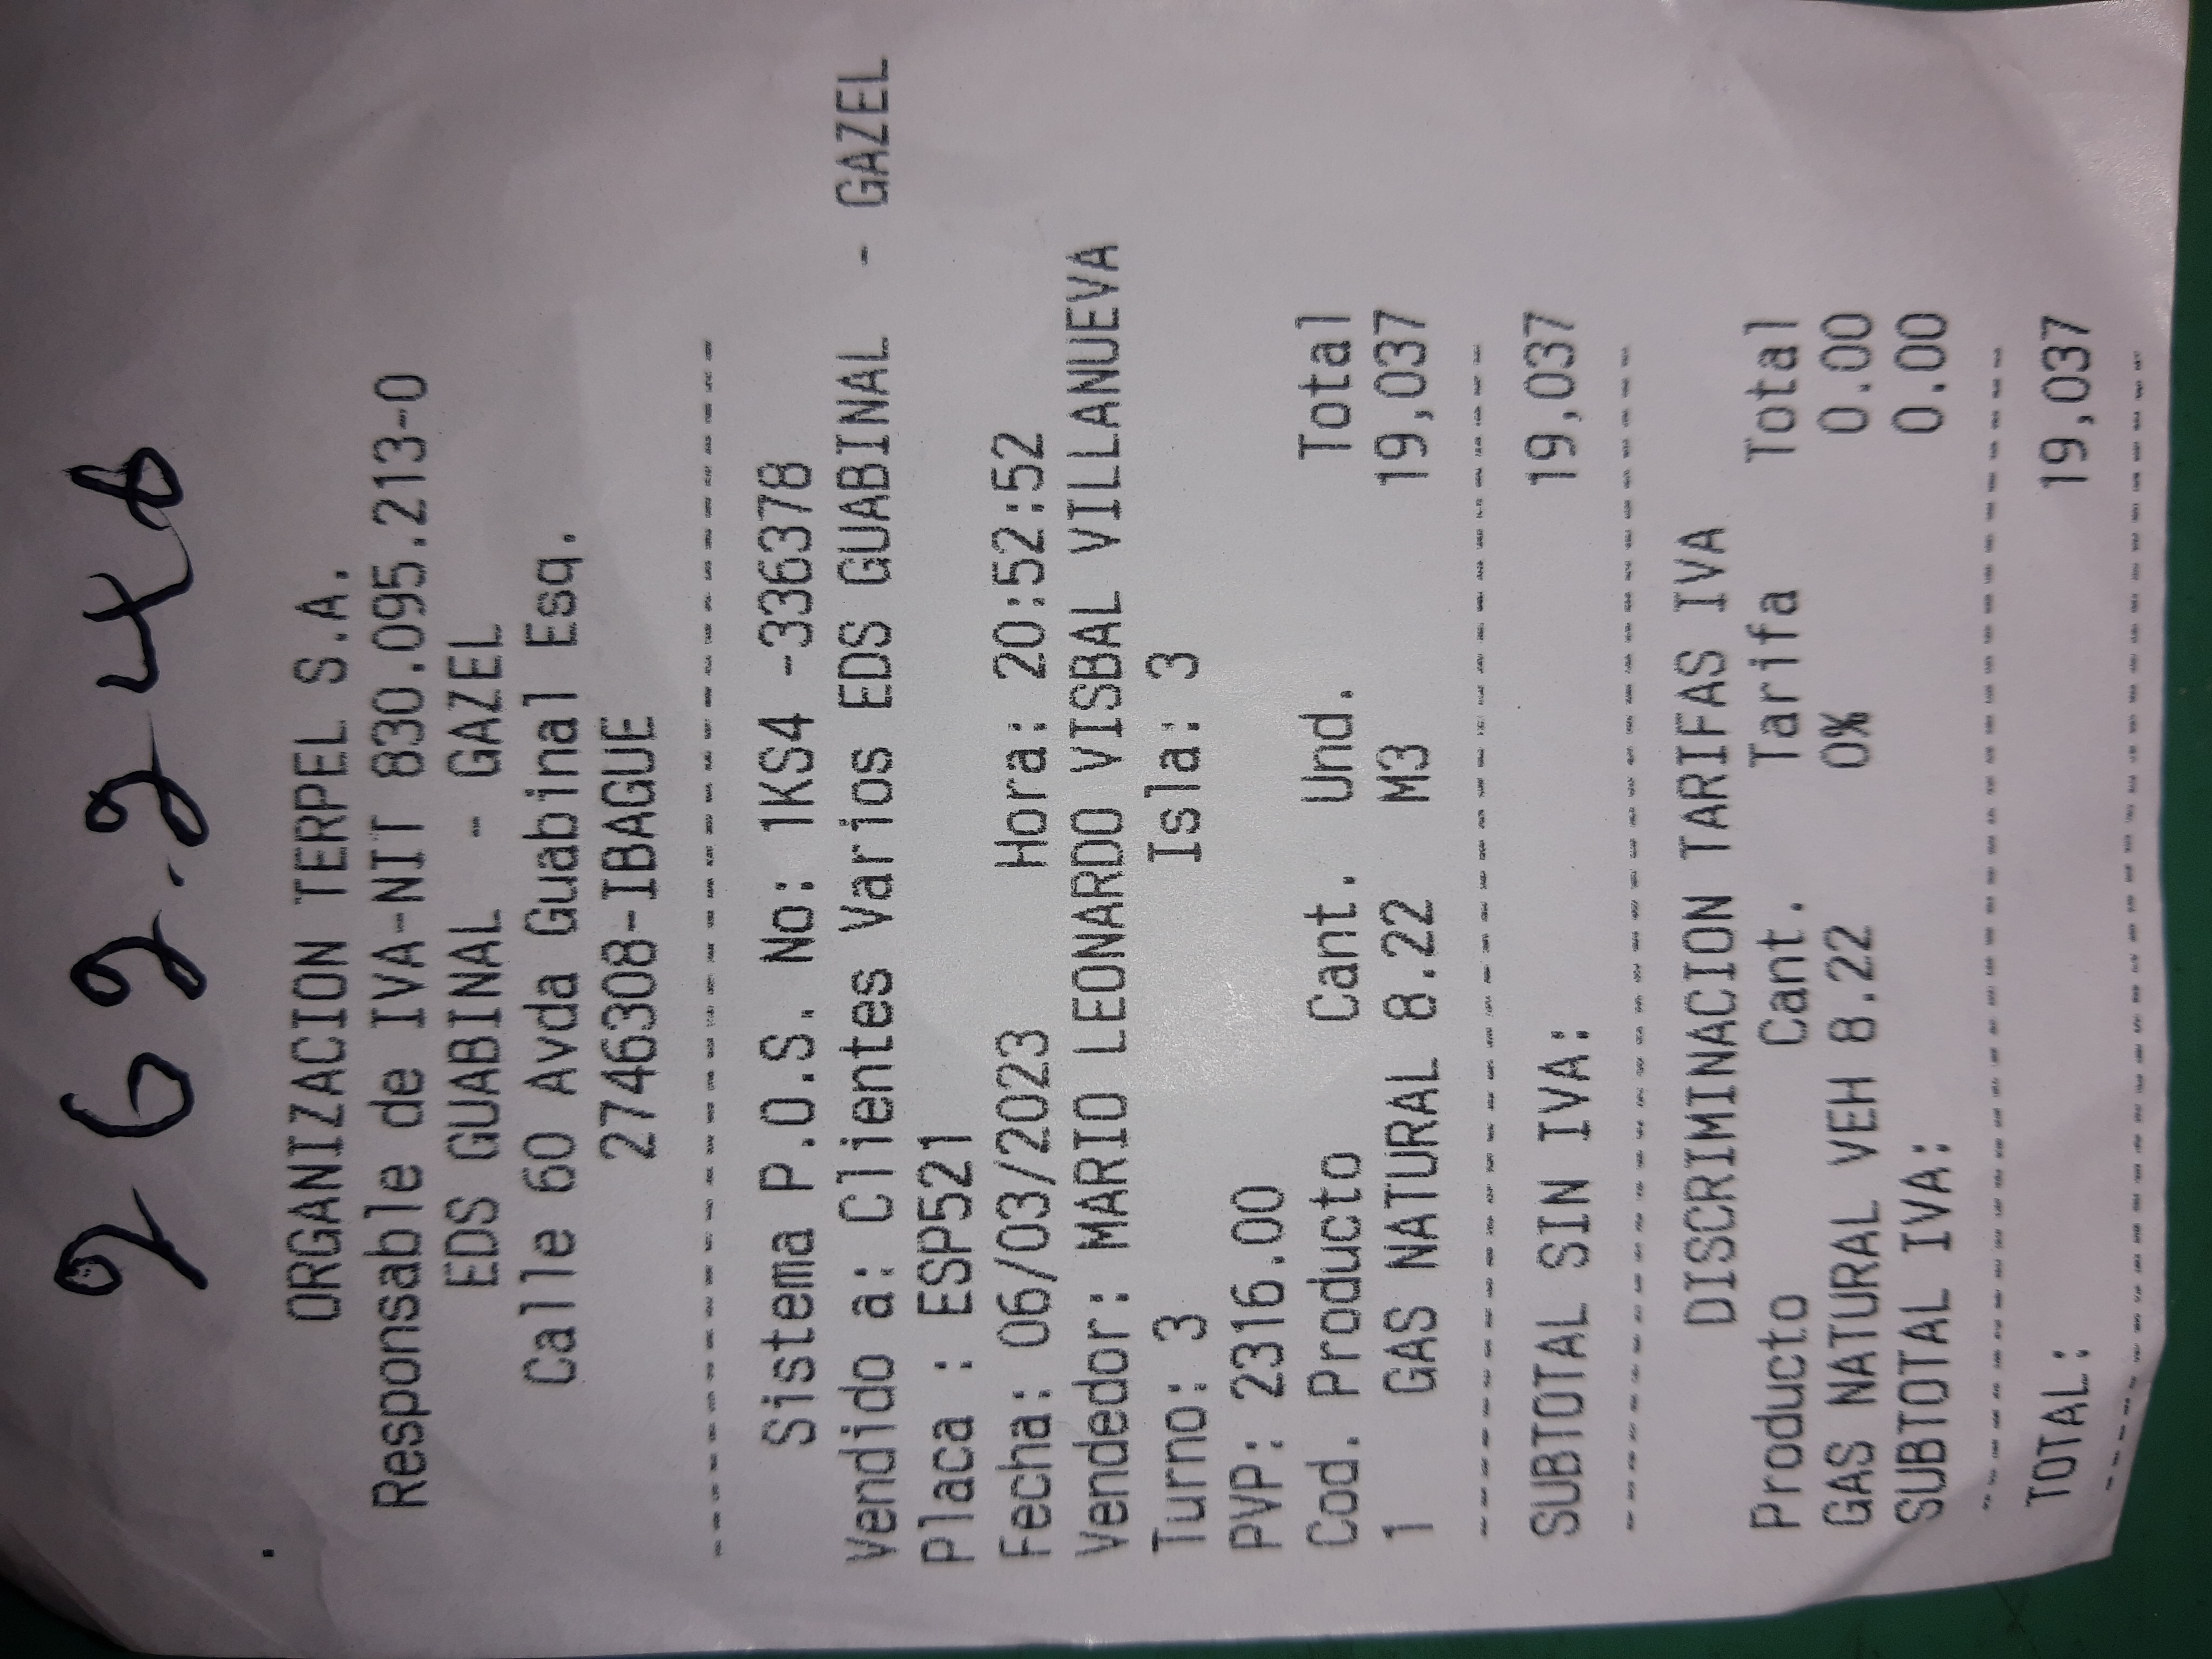 269.2 Km
ORGANIZACION TERPEL S.A.
Responsable de IVA-NIT 830.095.213-0
EDS GUABINAL - GAZEL
Calle 60 Avda Guabinal Esq.
2746308-IBAGUE
--------------------------------
Sistema P.O.S. No: 1KS4 -336378
Vendido a: Clientes Varios EDS GUABINAL - GAZEL
Placa : ESP521
Fecha: 06/03/2023 Hora: 20:52:52
Vendedor: MARIO LEONARDO VISBAL VILLANUEVA
Turno: 3 Isla: 3
PVP: 2316.00
Cod. Producto Cant. Und. Total
1 GAS NATURAL 8.22 M3 19,037
--------------------------------
SUBTOTAL SIN IVA: 19,037
--------------------------------
DISCRIMINACION TARIFAS IVA
Producto Cant. Tarifa Total
GAS NATURAL VEH 8.22 0% 0.00
SUBTOTAL IVA: 0.00
--------------------------------
TOTAL: 19,037
--------------------------------